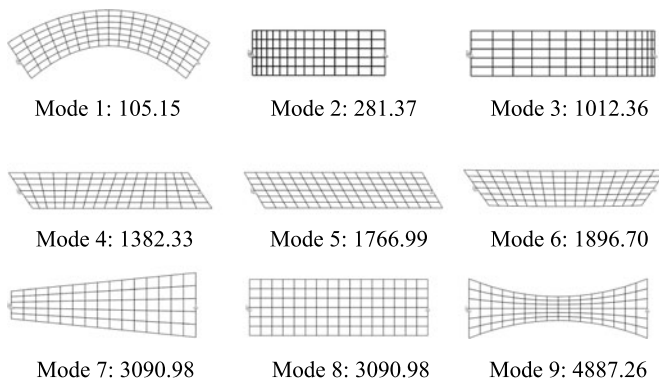 Mode 1: 105.15
Mode 2: 281.37
Mode 3: 1012.36
Mode 4: 1382.33
Mode 5: 1766.99
Mode 6: 1896.70
Mode 7: 3090.98
Mode 8: 3090.98
Mode 9: 4887.26